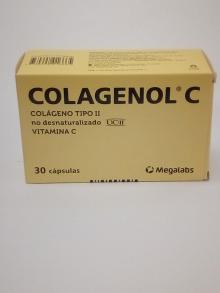 COLAGENOL® C
COLÁGENO TIPO II
no desnaturalizado UC-II
VITAMINA C
30 cápsulas
Megalabs